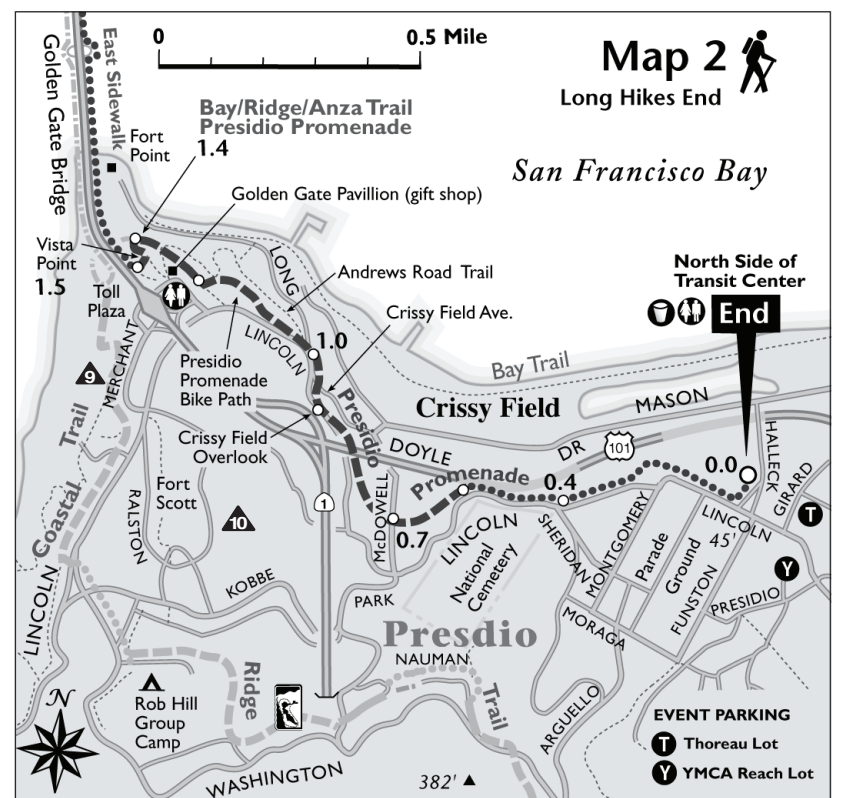 0
0.5 Mile
Map 2
Long Hikes End
Golden Gate Bridge
East Sidewalk
Bay/Ridge/Anza Trail
Presidio Promenade
1.4
Fort
Point
San Francisco Bay
Golden Gate Pavillion (gift shop)
Vista
Point
1.5
Toll
Plaza
LONG
Andrews Road Trail
Crissy Field Ave.
North Side of
Transit Center
End
MERCHANT
LINCOLN
1.0
Bay Trail
9
Presidio
Promenade
Bike Path
Presidio
Crissy Field
MASON
Crissy Field
Overlook
DOYLE
DR
101
Promenade
0.4
0.0
HALLECK
GIRARD
T
Coastal
Trail
Fort
Scott
RALSTON
10
1
McDOWELL
0.7
LINCOLN
National
Cemetery
SHERIDAN
MONTGOMERY
Parade
Ground
LINCOLN
45'
FUNSTON
Y
PRESIDIO
LINCOLN
KOBBE
PARK
MORAGA
Presdio
NAUMAN
Ridge
Trail
N
Rob Hill
Group
Camp
ARGUELLO
WASHINGTON
382'
EVENT PARKING
T Thoreau Lot
Y YMCA Reach Lot